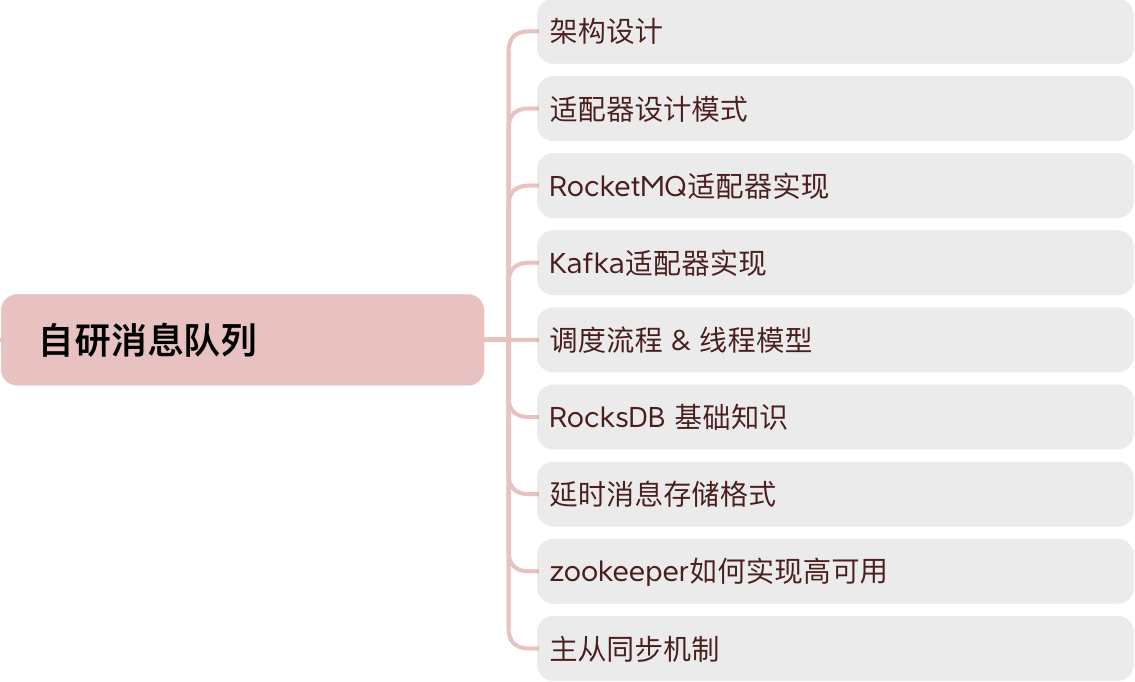 自研消息队列
架构设计
适配器设计模式
RocketMQ适配器实现
Kafka适配器实现
调度流程 & 线程模型
RocksDB 基础知识
延时消息存储格式
zookeeper如何实现高可用
主从同步机制